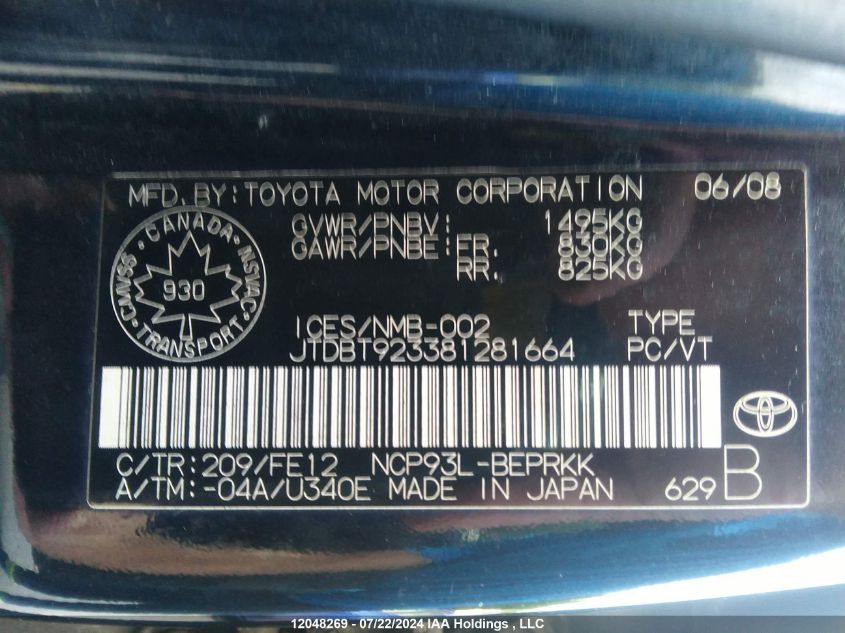 MFD. BY: TOYOTA MOTOR CORPORATION 06/08
CANADA
CMVSS NSVAC
930
TRANSPORT
GVWR/PNBV: 1495KG
GAWR/PNBE: FR. 830KG
RR. 825KG
ICES/NMB-002 TYPE
JTDBT923381281664 PC/VT
C/TR: 209/FE12 NCP93L-BEPRKK
A/TM: -04A/U340E MADE IN JAPAN 629 B
12048269 - 07/22/2024 IAA Holdings , LLC